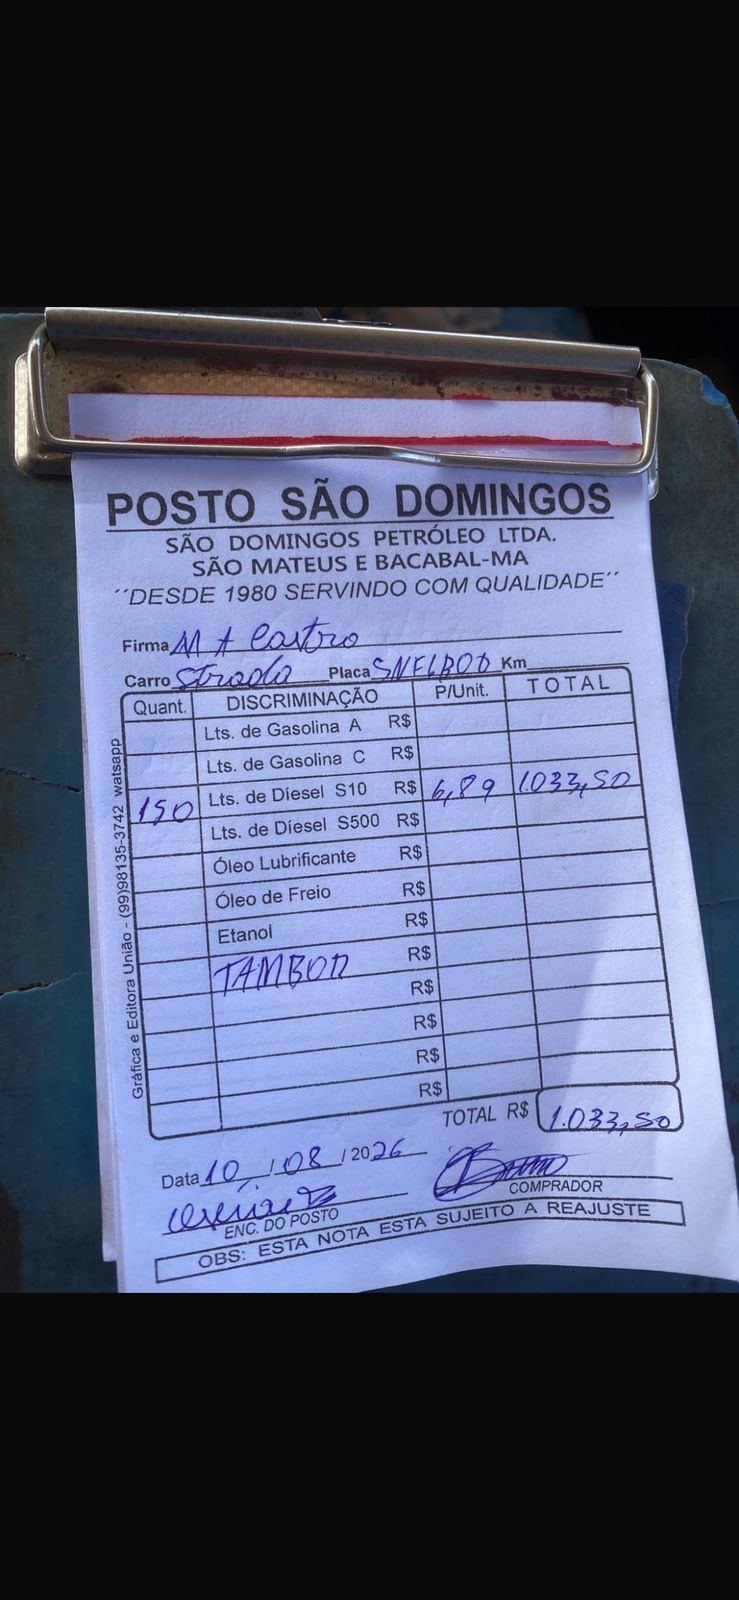 POSTO SÃO DOMINGOS
SÃO DOMINGOS PETRÓLEO LTDA.
SÃO MATEUS E BACABAL-MA
´´DESDE 1980 SERVINDO COM QUALIDADE´´
Firma M A Castro
Carro Strada Placa Km
Quant. DISCRIMINAÇÃO P/Unit. TOTAL
Lts. de Gasolina A R$
Lts. de Gasolina C R$
150 Lts. de Diesel S10 R$ 6,89 1.033,50
Lts. de Díesel S500 R$
Óleo Lubrificante R$
Óleo de Freio R$
Etanol R$
TAMBOR R$
R$
R$
R$
R$
TOTAL R$ 1.033,50
Data 10 / 08 / 2026
ENC. DO POSTO COMPRADOR
OBS: ESTA NOTA ESTA SUJEITO A REAJUSTE
Gráfica e Editora União - (99)98135-3742 watsapp